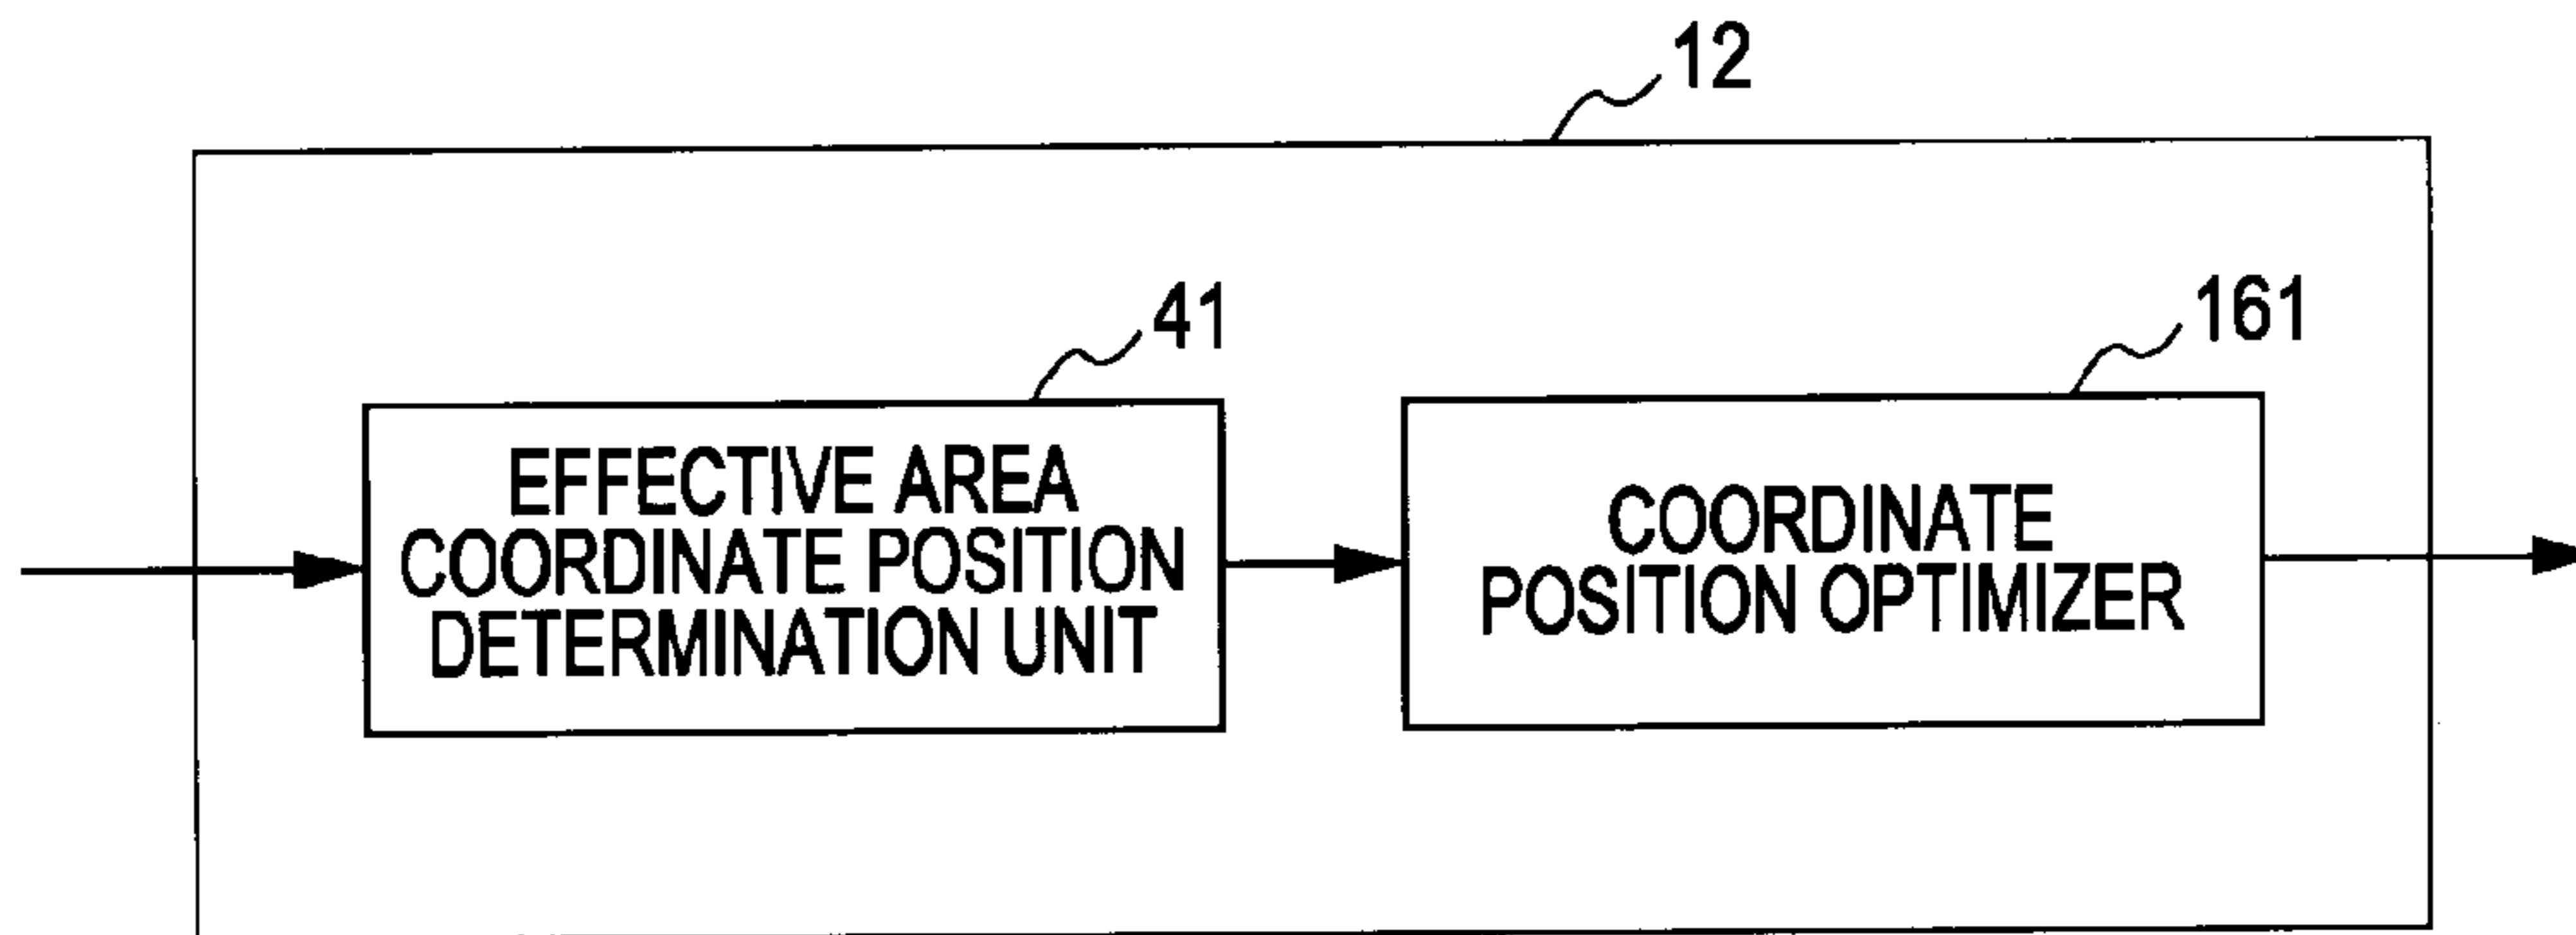 12
41
161
EFFECTIVE AREA
COORDINATE POSITION
DETERMINATION UNIT
COORDINATE
POSITION OPTIMIZER